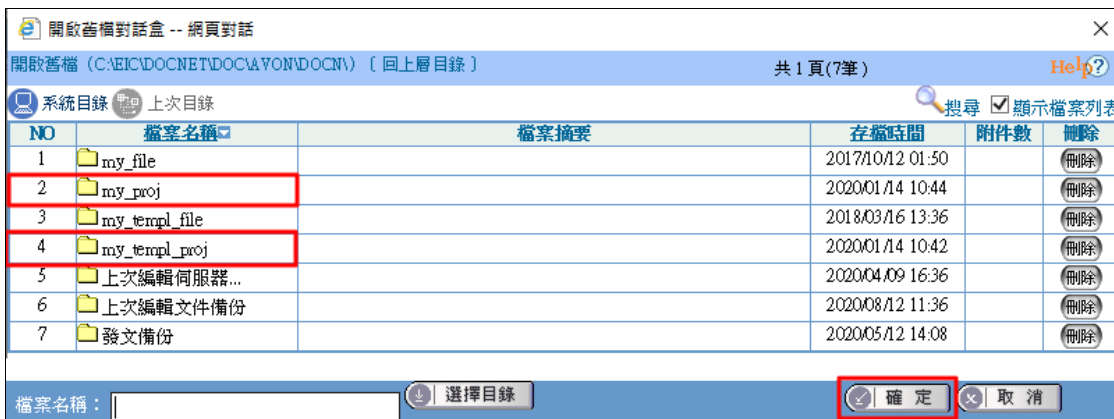 開啟舊檔對話盒 -- 網頁對話
開啟舊檔 (C:\EIC\DOCNET\DOC\AVON\DOCN\) 〔 回上層目錄 〕 共 1 頁(7筆) Help?
系統目錄 上次目錄 搜尋 顯示檔案列表
NO 檔案名稱 檔案摘要 存檔時間 附件數 刪除
1 my_file 2017/10/12 01:50 刪除
2 my_proj 2020/01/14 10:44 刪除
3 my_templ_file 2018/03/16 13:36 刪除
4 my_templ_proj 2020/01/14 10:42 刪除
5 上次編輯伺服器... 2020/04/09 16:36 刪除
6 上次編輯文件備份 2020/08/12 11:36 刪除
7 發文備份 2020/05/12 14:08 刪除
檔案名稱： 選擇目錄 確 定 取 消